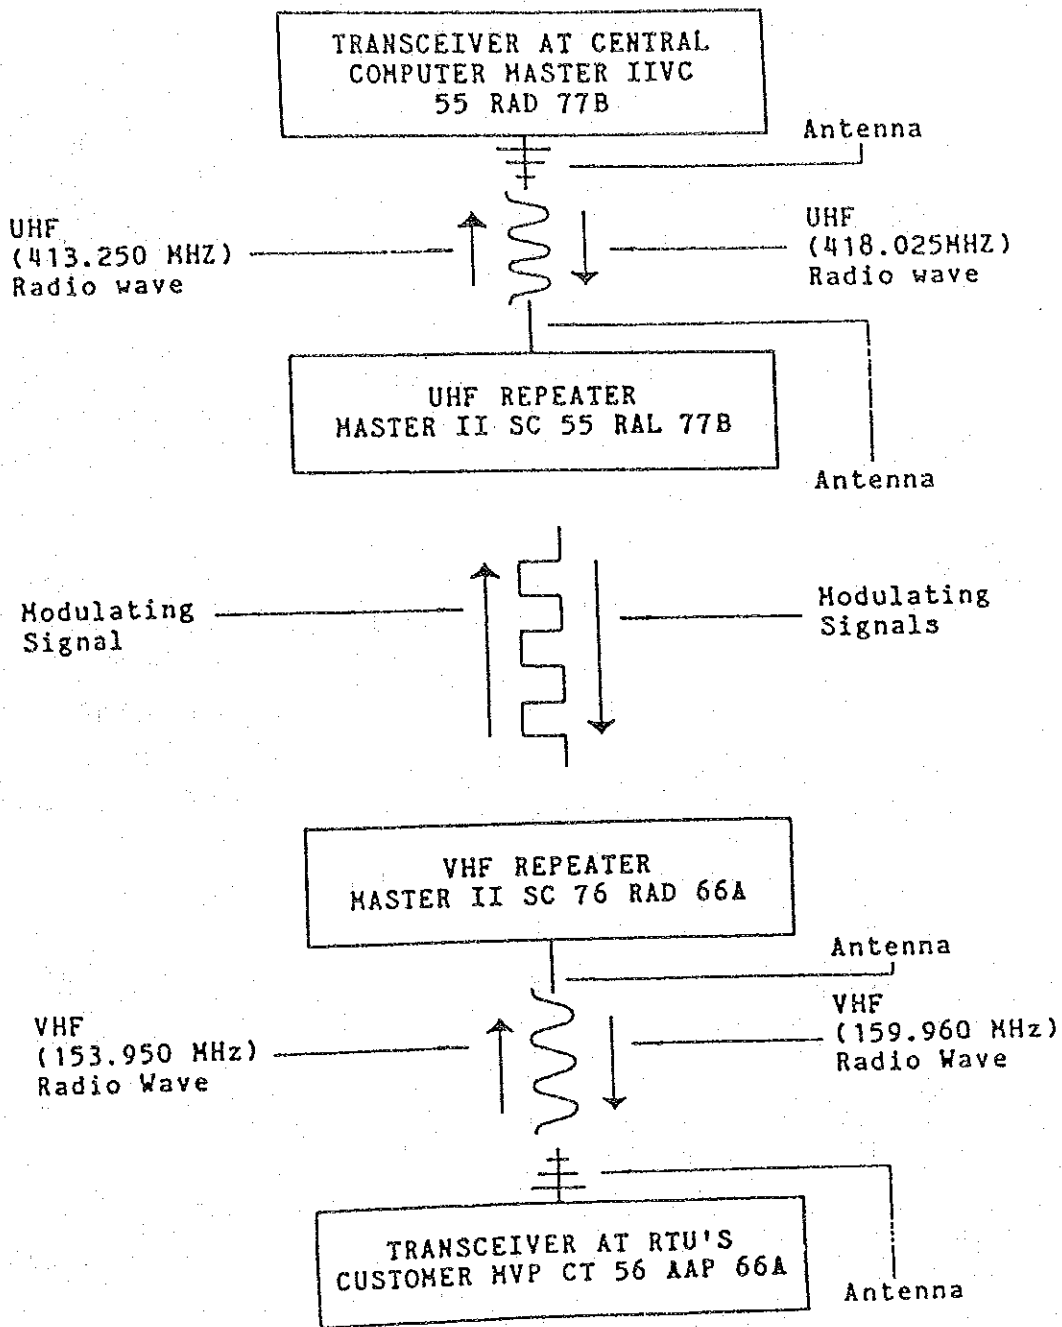 TRANSCEIVER AT CENTRAL
COMPUTER MASTER IIVC
55 RAD 77B
Antenna
UHF
(413.250 MHZ)
Radio wave
UHF
(418.025MHZ)
Radio wave
UHF REPEATER
MASTER II SC 55 RAL 77B
Antenna
Modulating
Signal
Modulating
Signals
VHF REPEATER
MASTER II SC 76 RAD 66A
Antenna
VHF
(153.950 MHz)
Radio Wave
VHF
(159.960 MHz)
Radio Wave
TRANSCEIVER AT RTU'S
CUSTOMER MVP CT 56 AAP 66A
Antenna